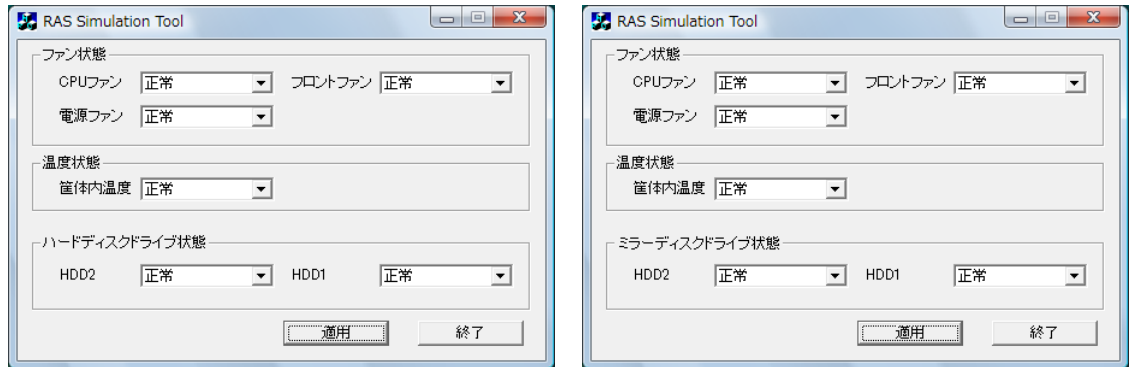 RAS Simulation Tool
ファン状態
CPUファン 正常 フロントファン 正常
電源ファン 正常
温度状態
筐体内温度 正常
ハードディスクドライブ状態
HDD2 正常 HDD1 正常
適用 終了
RAS Simulation Tool
ファン状態
CPUファン 正常 フロントファン 正常
電源ファン 正常
温度状態
筐体内温度 正常
ミラーディスクドライブ状態
HDD2 正常 HDD1 正常
適用 終了